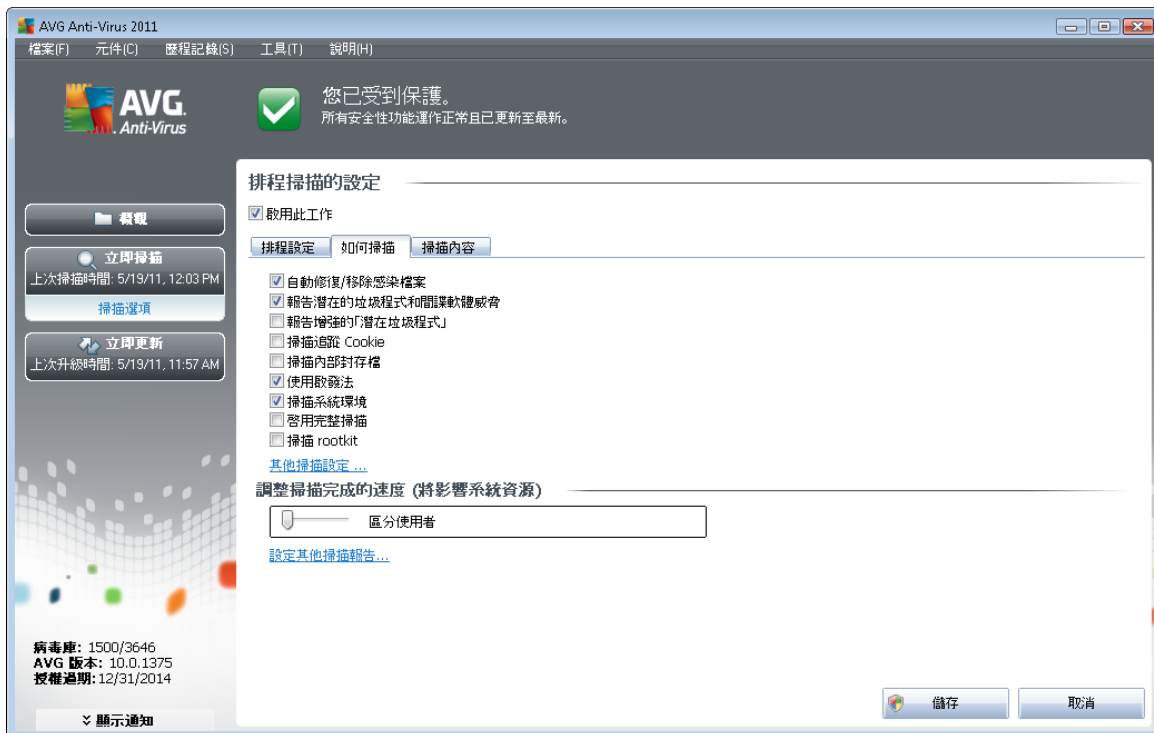 AVG Anti-Virus 2011
檔案(F) 元件(C) 歷程記錄(S) 工具(T) 說明(H)
AVG.
Anti-Virus
您已受到保護。
所有安全性功能運作正常且已更新至最新。
概觀
立即掃描
上次掃描時間: 5/19/11, 12:03 PM
掃描選項
立即更新
上次升級時間: 5/19/11, 11:57 AM
病毒庫: 1500/3646
AVG 版本: 10.0.1375
授權過期: 12/31/2014
顯示通知
排程掃描的設定
啟用此工作
排程設定 如何掃描 掃描內容
自動修復/移除感染檔案
報告潛在的垃圾程式和間諜軟體威脅
報告增強的「潛在垃圾程式」
掃描追蹤 Cookie
掃描內部封存檔
使用啟發法
掃描系統環境
啓用完整掃描
掃描 rootkit
其他掃描設定 ...
調整掃描完成的速度 (將影響系統資源)
區分使用者
設定其他掃描報告...
儲存 取消